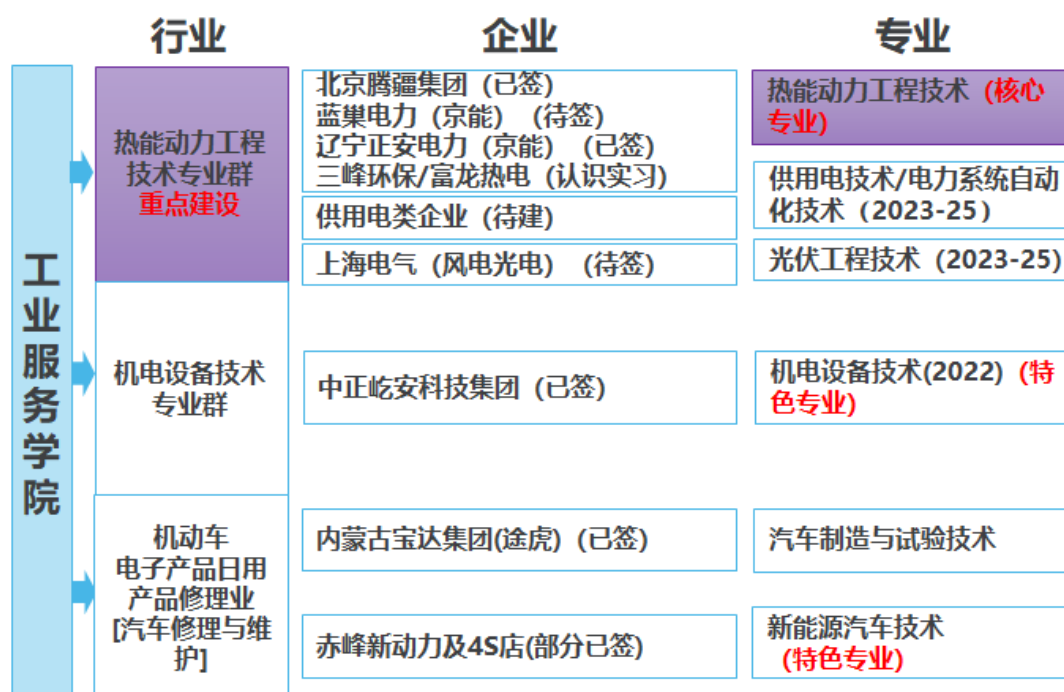 行业
企业
专业
工业服务学院
热能动力工程
技术专业群
重点建设
北京腾疆集团（已签）
蓝巢电力（京能）（待签）
辽宁正安电力（京能）（已签）
三峰环保/富龙热电（认识实习）
供用电类企业（待建）
上海电气（风电光电）（待签）
热能动力工程技术（核心
专业)
供用电技术/电力系统自动
化技术（2023-25）
光伏工程技术（2023-25）
机电设备技术
专业群
中正屹安科技集团（已签）
机电设备技术(2022)（特
色专业)
机动车
电子产品日用
产品修理业
[汽车修理与维
护]
内蒙古宝达集团(途虎)（已签）
赤峰新动力及4S店(部分已签)
汽车制造与试验技术
新能源汽车技术
（特色专业）